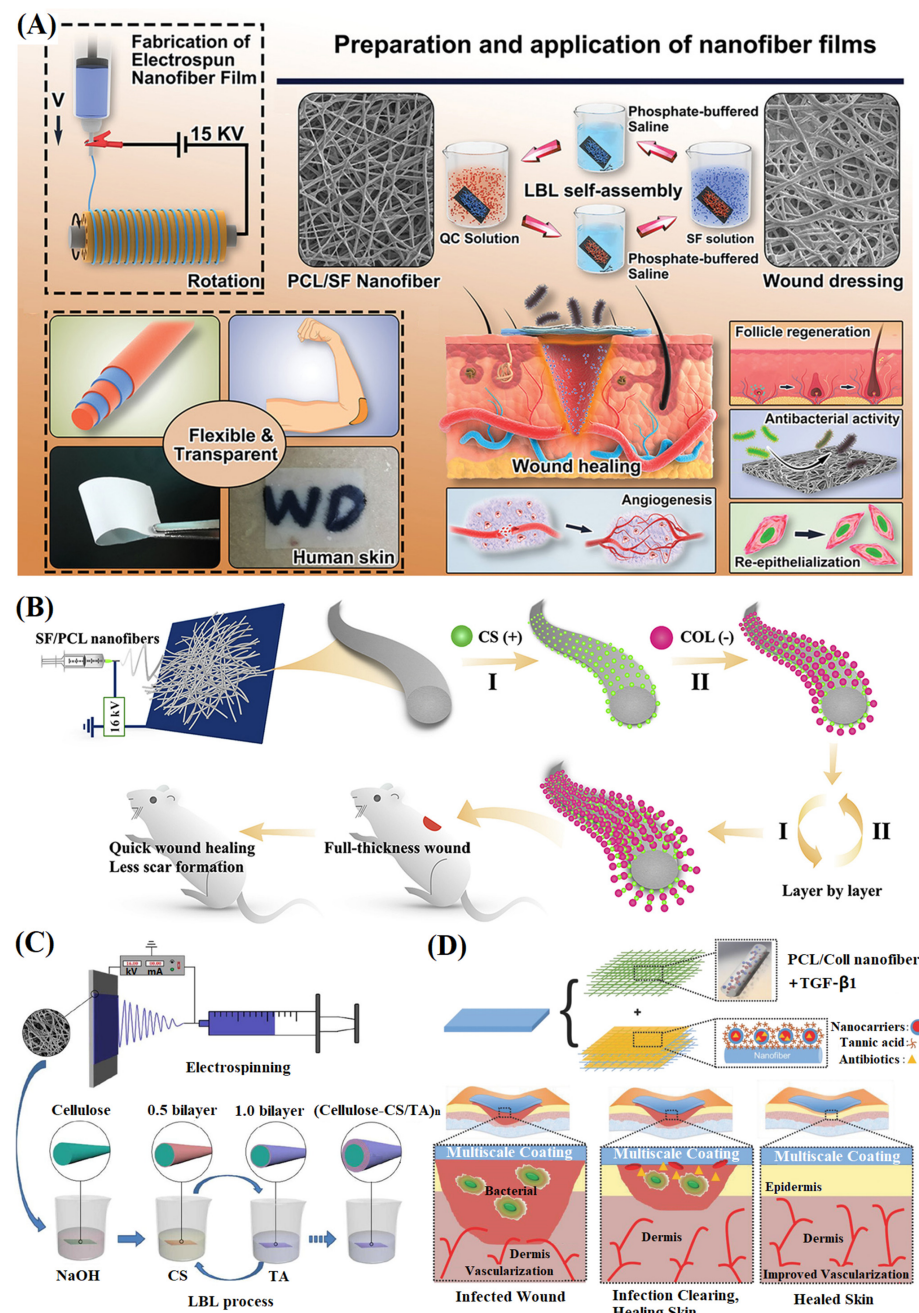 (A)
Fabrication of
Electrospun
Nanofiber Film
V
15 KV
Rotation
Preparation and application of nanofiber films
PCL/SF Nanofiber
Phosphate-buffered
Saline
LBL self-assembly
QC Solution
SF solution
Phosphate-buffered
Saline
Wound dressing
Flexible &
Transparent
WD
Human skin
Wound healing
Follicle regeneration
Antibacterial activity
Angiogenesis
Re-epithelialization
(B)
SF/PCL nanofibers
16 kV
CS (+)
I
COL (-)
II
I
II
Layer by layer
Full-thickness wound
Quick wound healing
Less scar formation
(C)
kV mA
Electrospinning
Cellulose
0.5 bilayer
1.0 bilayer
(Cellulose-CS/TA)n
NaOH
CS
TA
LBL process
(D)
PCL/Coll nanofiber
+TGF-β1
+
Nanocarriers:
Tannic acid:
Antibiotics :
Nanofiber
Multiscale Coating
Bacterial
Dermis
Vascularization
Infected Wound
Multiscale Coating
Dermis
Infection Clearing,
Healing Skin
Multiscale Coating
Epidermis
Dermis
Improved Vascularization
Healed Skin